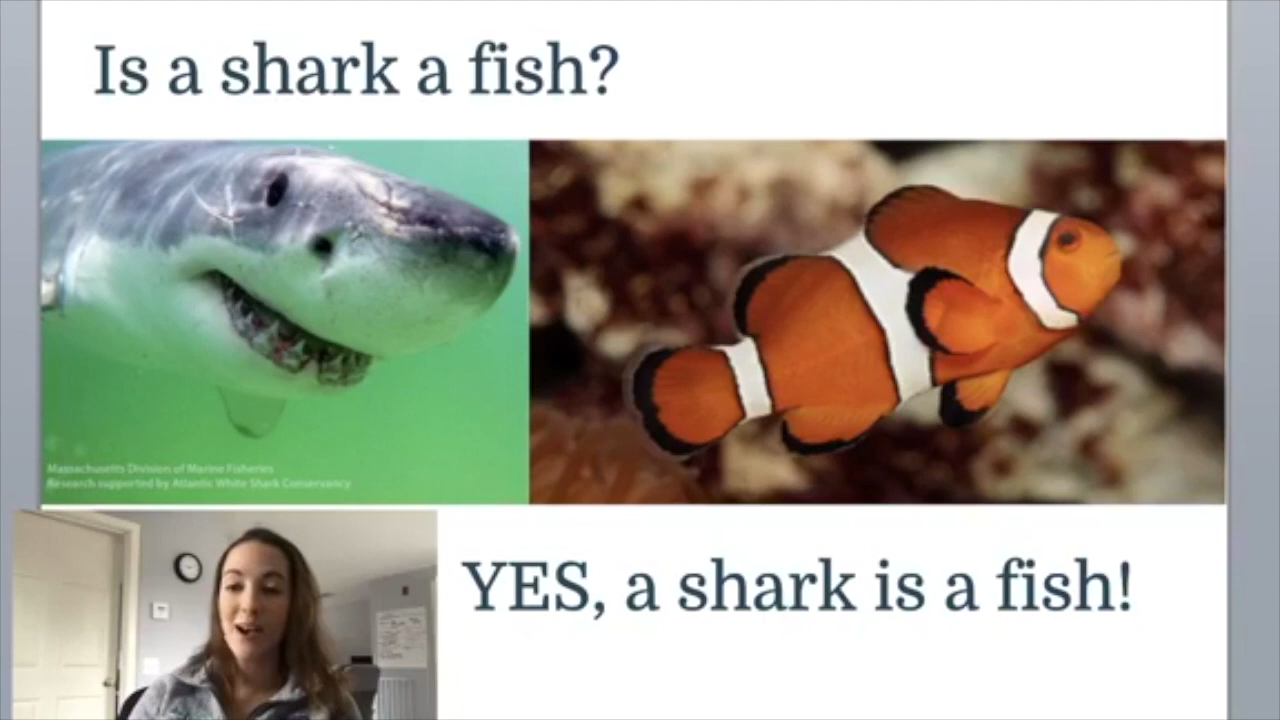 Is a shark a fish?
Massachusetts Division of Marine Fisheries
Research supported by Atlantic White Shark Conservancy
YES, a shark is a fish!